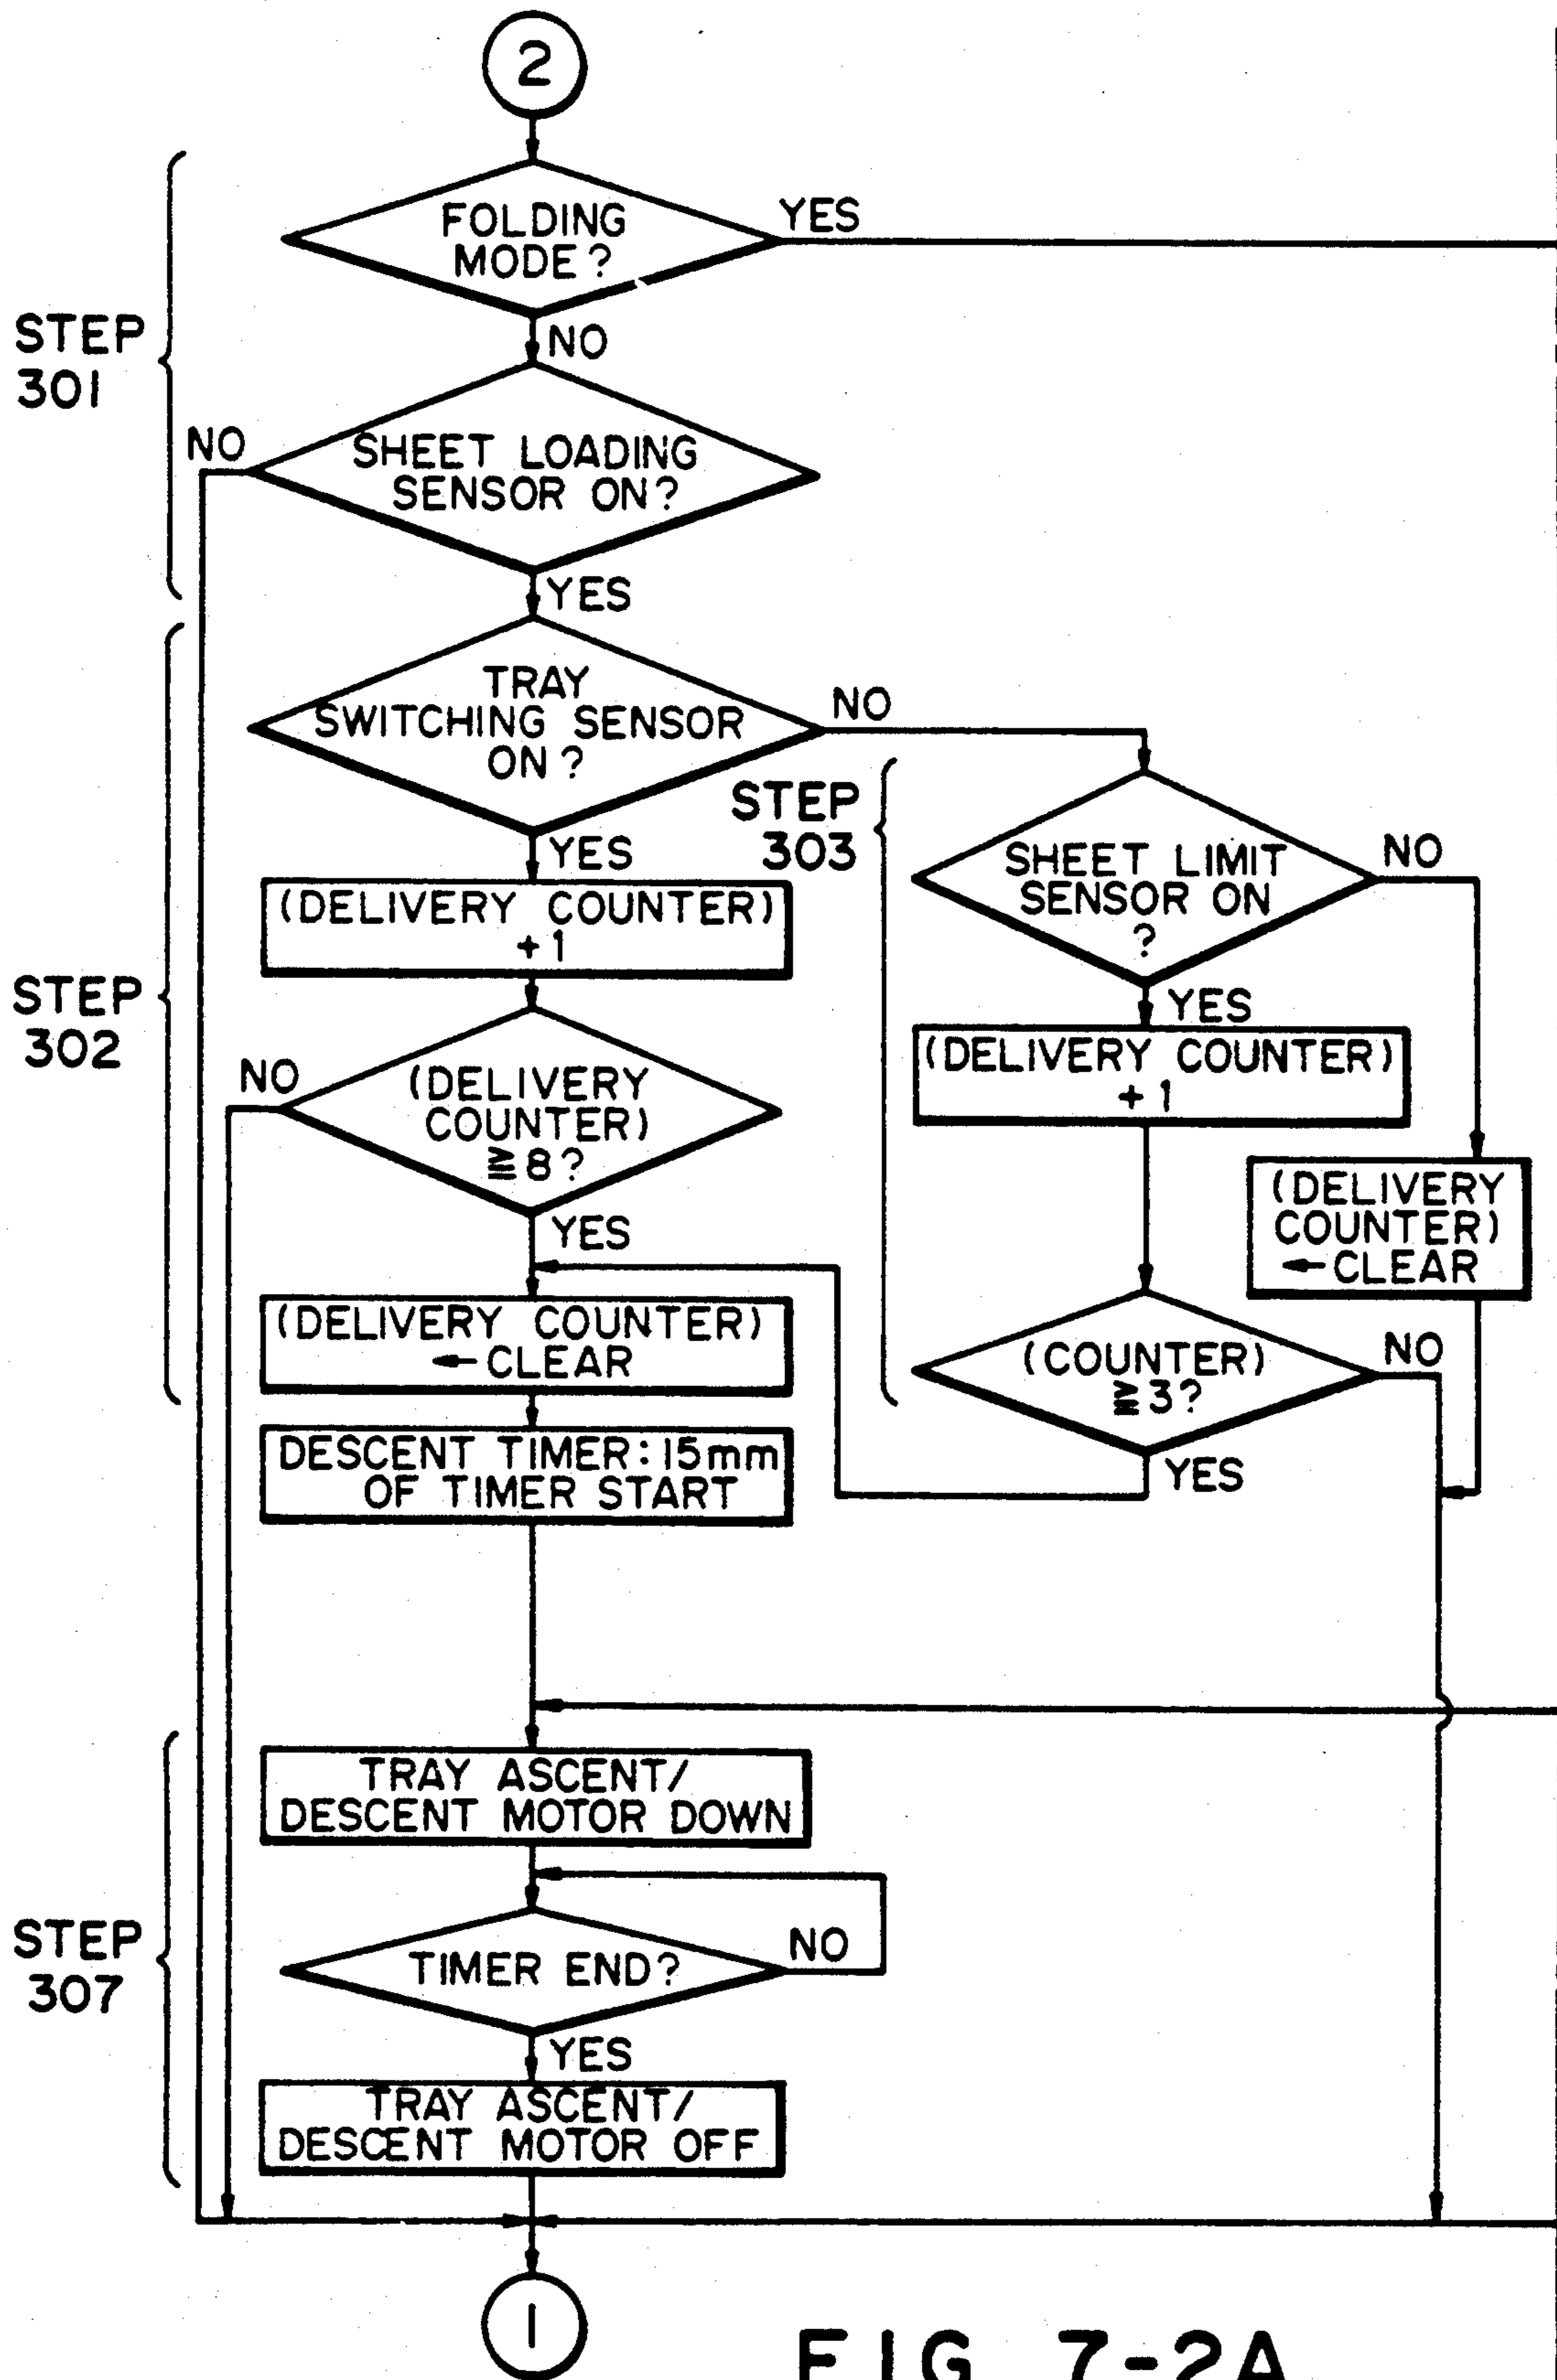 2
FOLDING
MODE?
YES
NO
STEP
301
SHEET LOADING
SENSOR ON?
NO
YES
TRAY
SWITCHING SENSOR
ON?
NO
YES
STEP
302
(DELIVERY COUNTER)
+1
(DELIVERY
COUNTER)
≧8?
NO
YES
(DELIVERY COUNTER)
←CLEAR
STEP
303
SHEET LIMIT
SENSOR ON
?
NO
YES
(DELIVERY COUNTER)
+1
(DELIVERY
COUNTER)
←CLEAR
(COUNTER)
≧3?
NO
YES
DESCENT TIMER:15mm
OF TIMER START
STEP
307
TRAY ASCENT/
DESCENT MOTOR DOWN
TIMER END?
NO
YES
TRAY ASCENT/
DESCENT MOTOR OFF
1
FIG. 7-2A